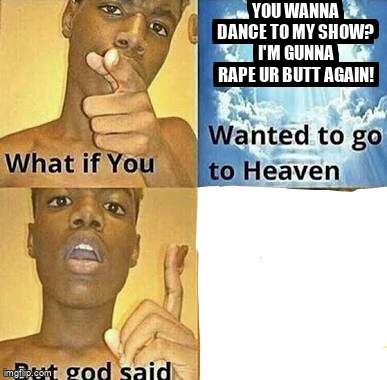 YOU WANNA
DANCE TO MY SHOW?
I'M GUNNA
RAPE UR BUTT AGAIN!
What if You
Wanted to go
to Heaven
But god said
imgflip.com